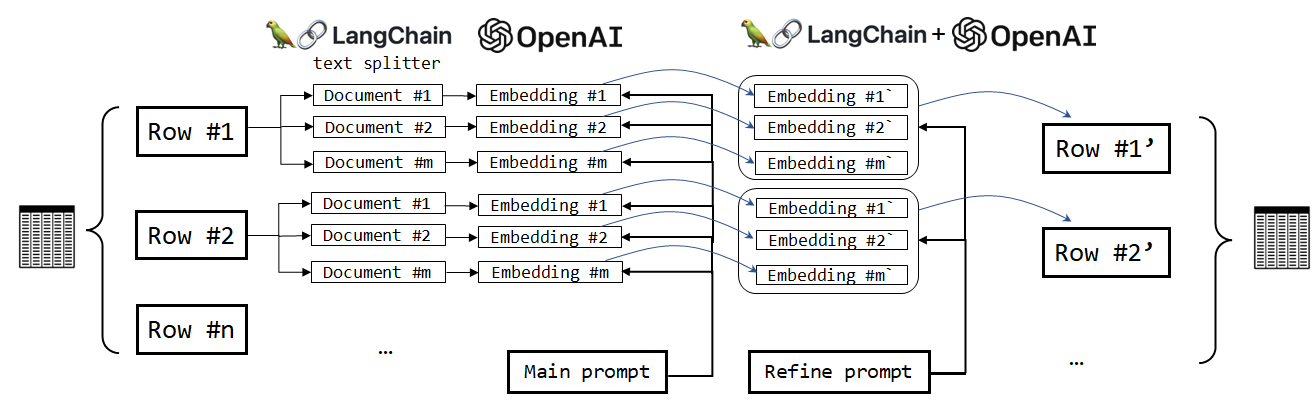 LangChain
OpenAI
LangChain + OpenAI
text splitter
Row #1
Document #1
Embedding #1
Embedding #1`
Document #2
Embedding #2
Embedding #2`
Document #m
Embedding #m
Embedding #m`
Row #1’
Row #2
Document #1
Embedding #1
Embedding #1`
Document #2
Embedding #2
Embedding #2`
Document #m
Embedding #m
Embedding #m`
Row #2’
Row #n
...
Main prompt
Refine prompt
...